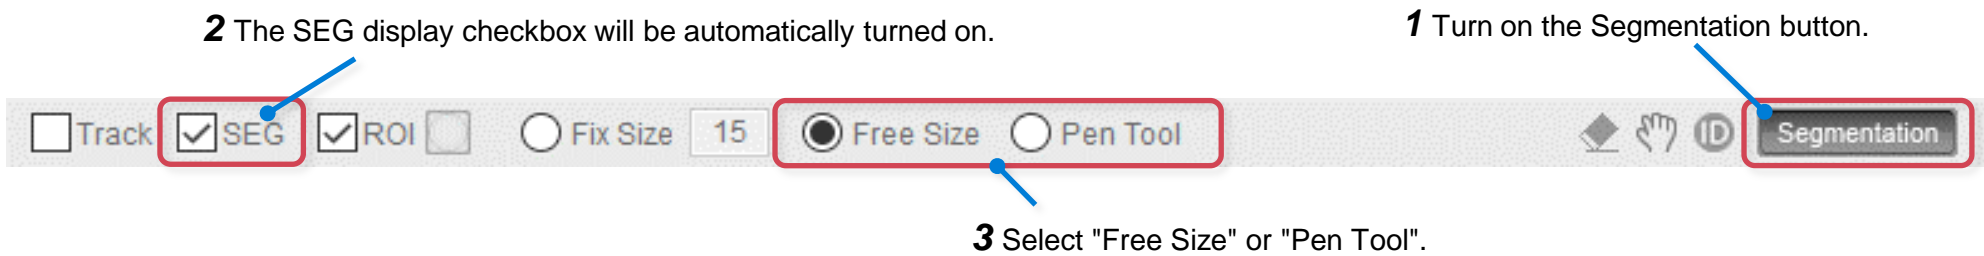 2 The SEG display checkbox will be automatically turned on.
1 Turn on the Segmentation button.
Track SEG ROI Fix Size 15 Free Size Pen Tool ID Segmentation
3 Select "Free Size" or "Pen Tool".